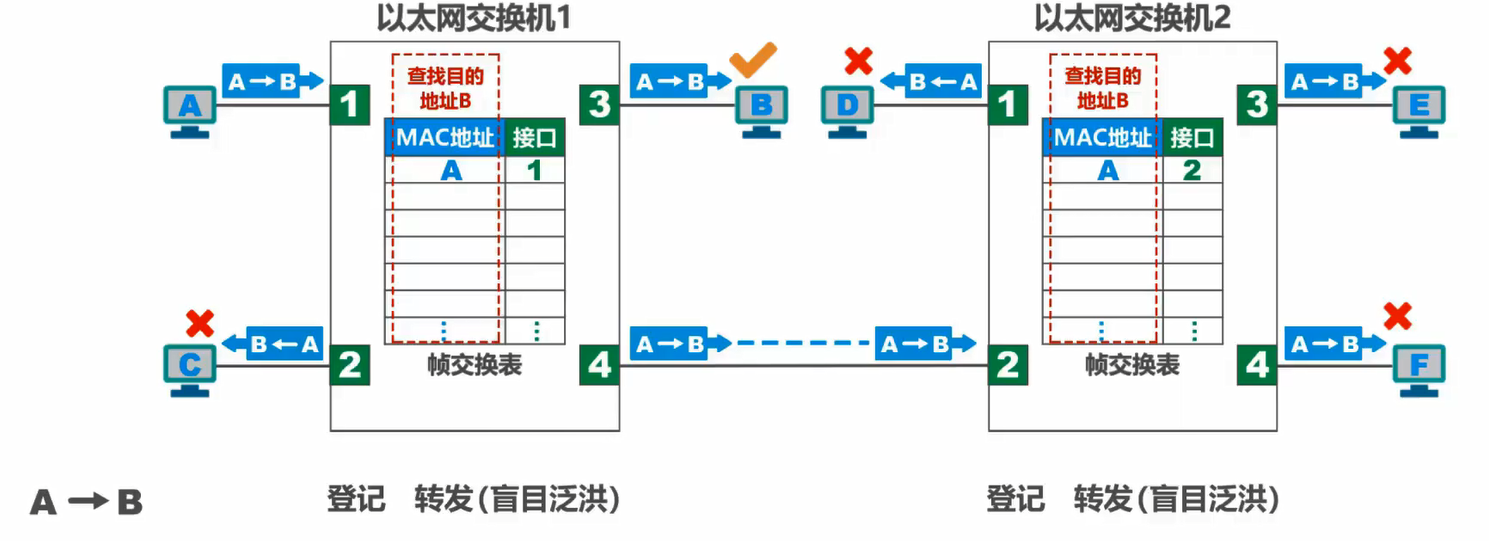 以太网交换机1
以太网交换机2
A→B
1
查找目的
地址B
MAC地址 接口
A 1
⋮ ⋮
帧交换表
3
A→B
A
B
C
B←A
2
4
A→B
A→B
D
B←A
1
查找目的
地址B
MAC地址 接口
A 2
⋮ ⋮
帧交换表
2
3
A→B
E
4
A→B
F
A→B
登记 转发(盲目泛洪)
登记 转发(盲目泛洪)